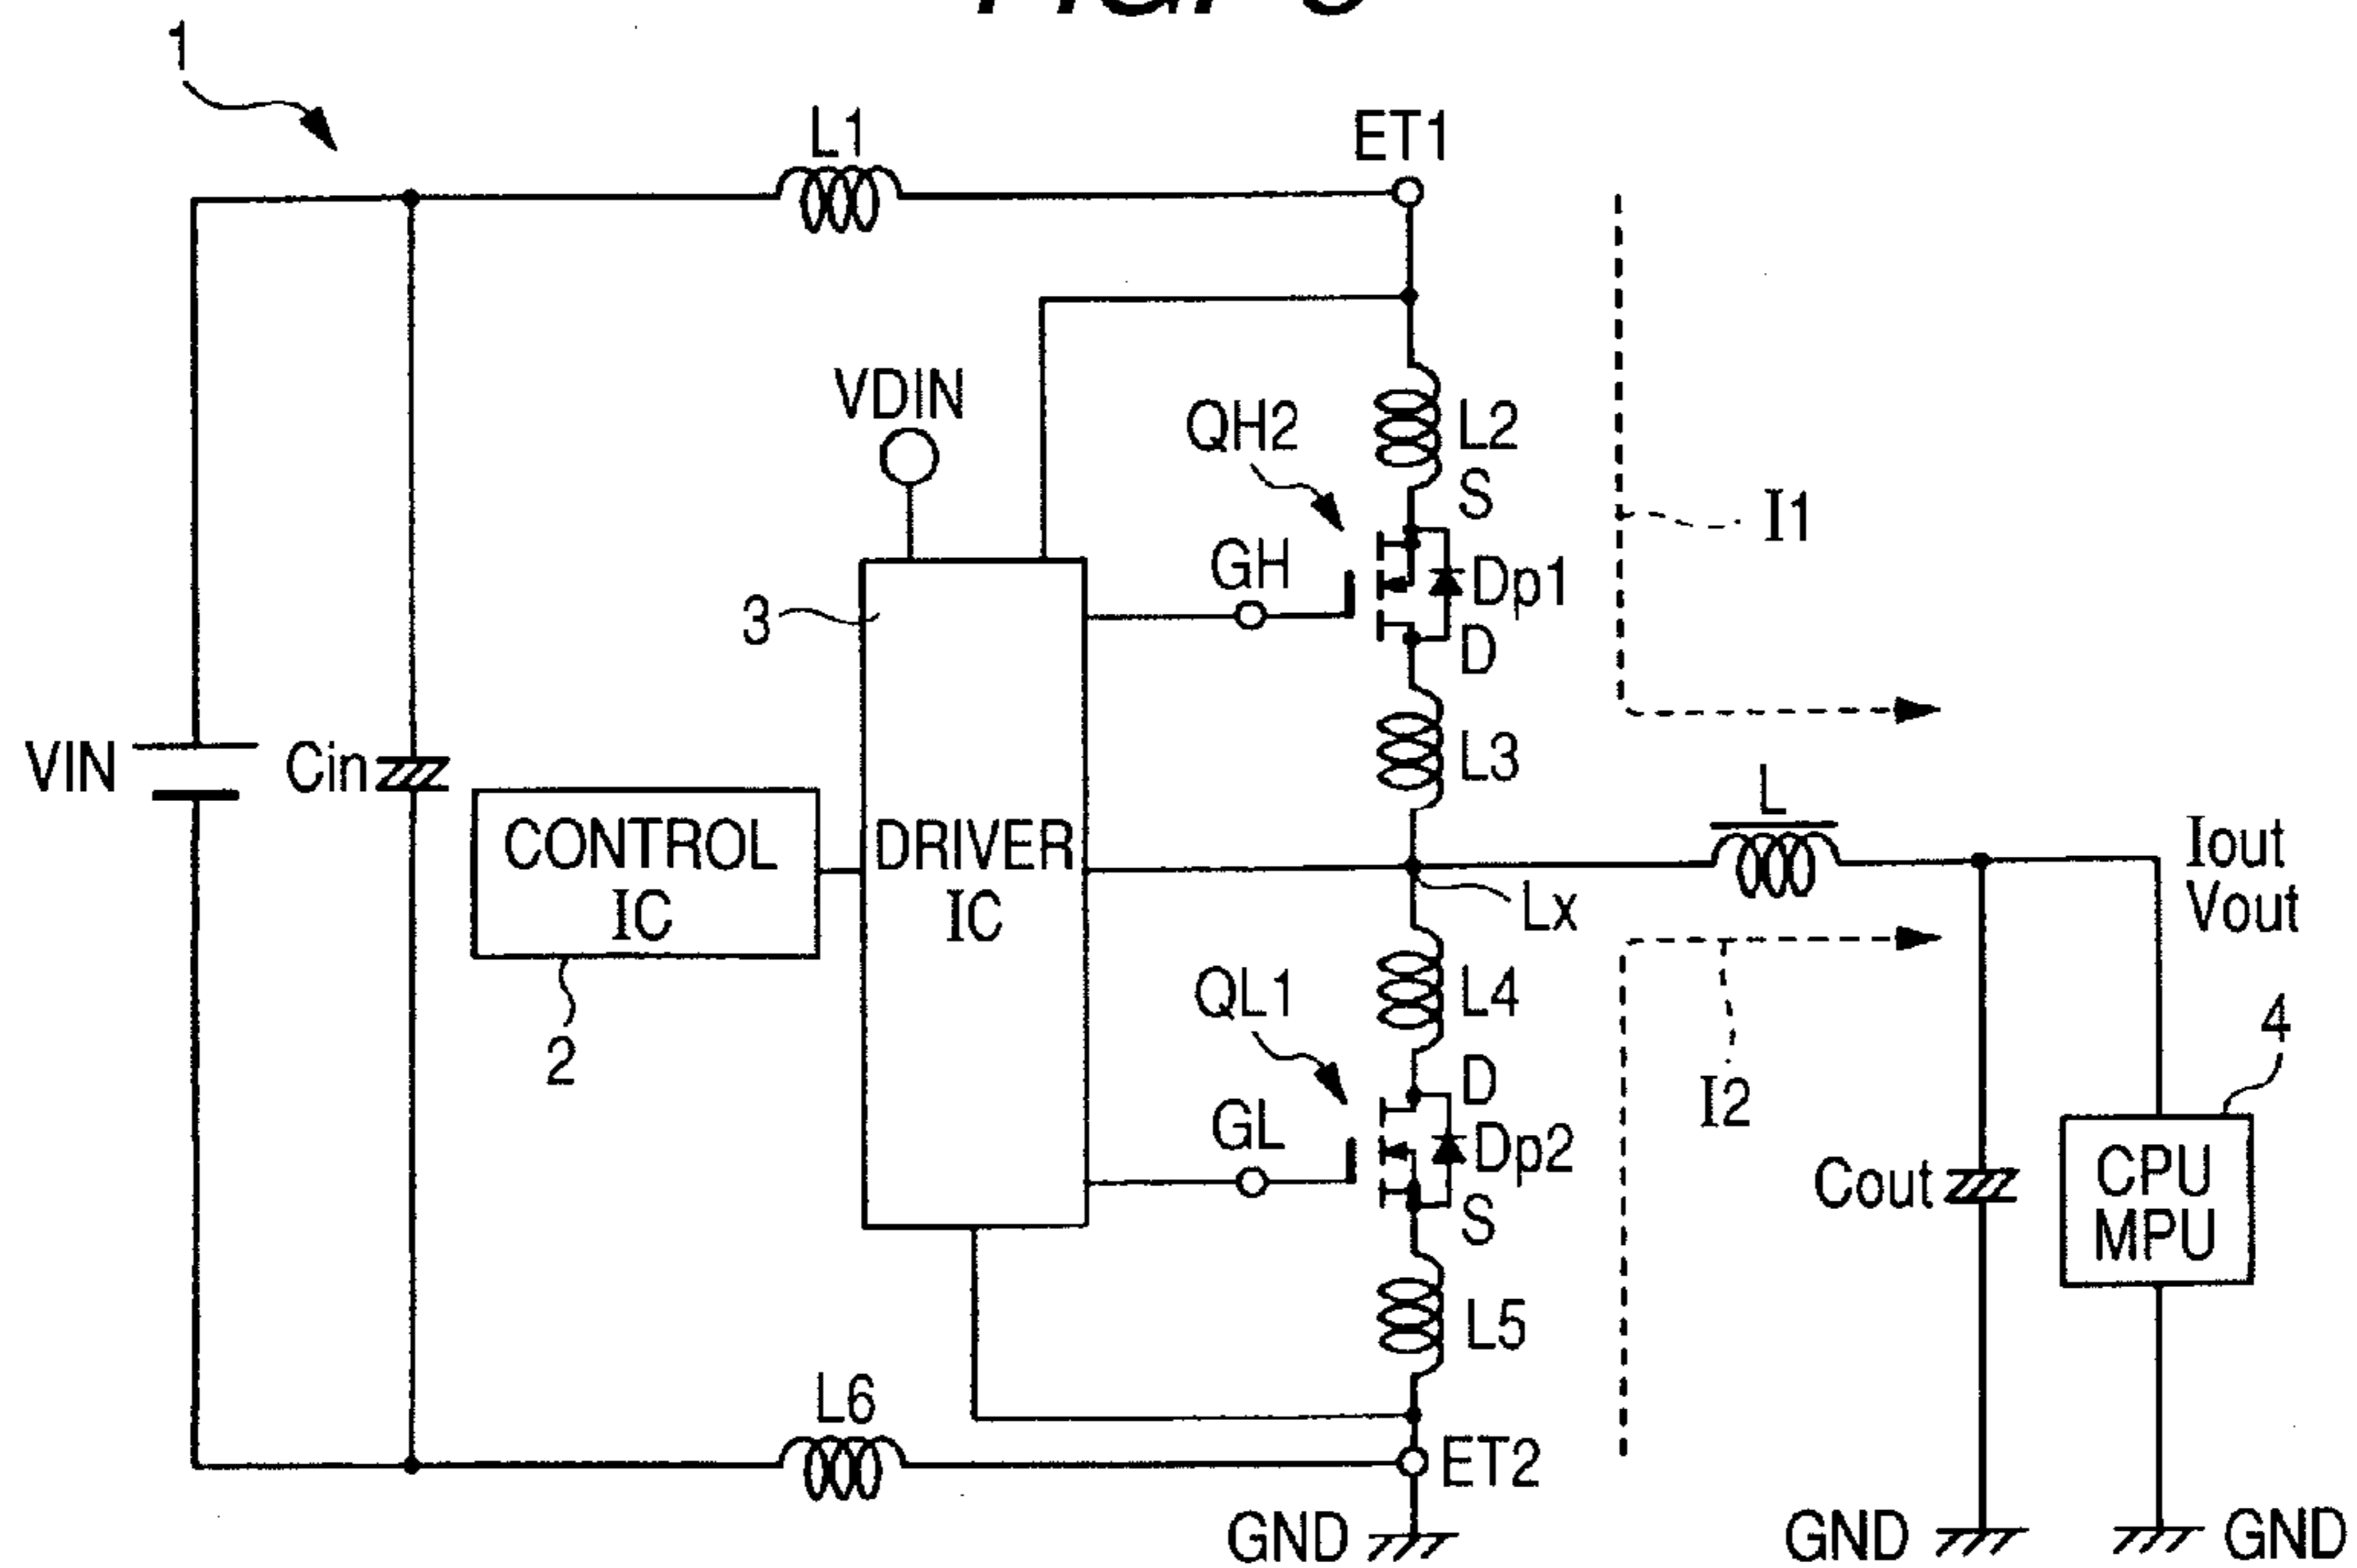 1
L1
ET1
VDIN
QH2
L2
S
I1
GH
Dp1
3
D
L3
VIN
Cin
L
CONTROL
IC
DRIVER
IC
Iout
Vout
Lx
QL1
L4
2
D
I2
4
GL
Dp2
Cout
CPU
MPU
S
L5
L6
ET2
GND
GND
GND